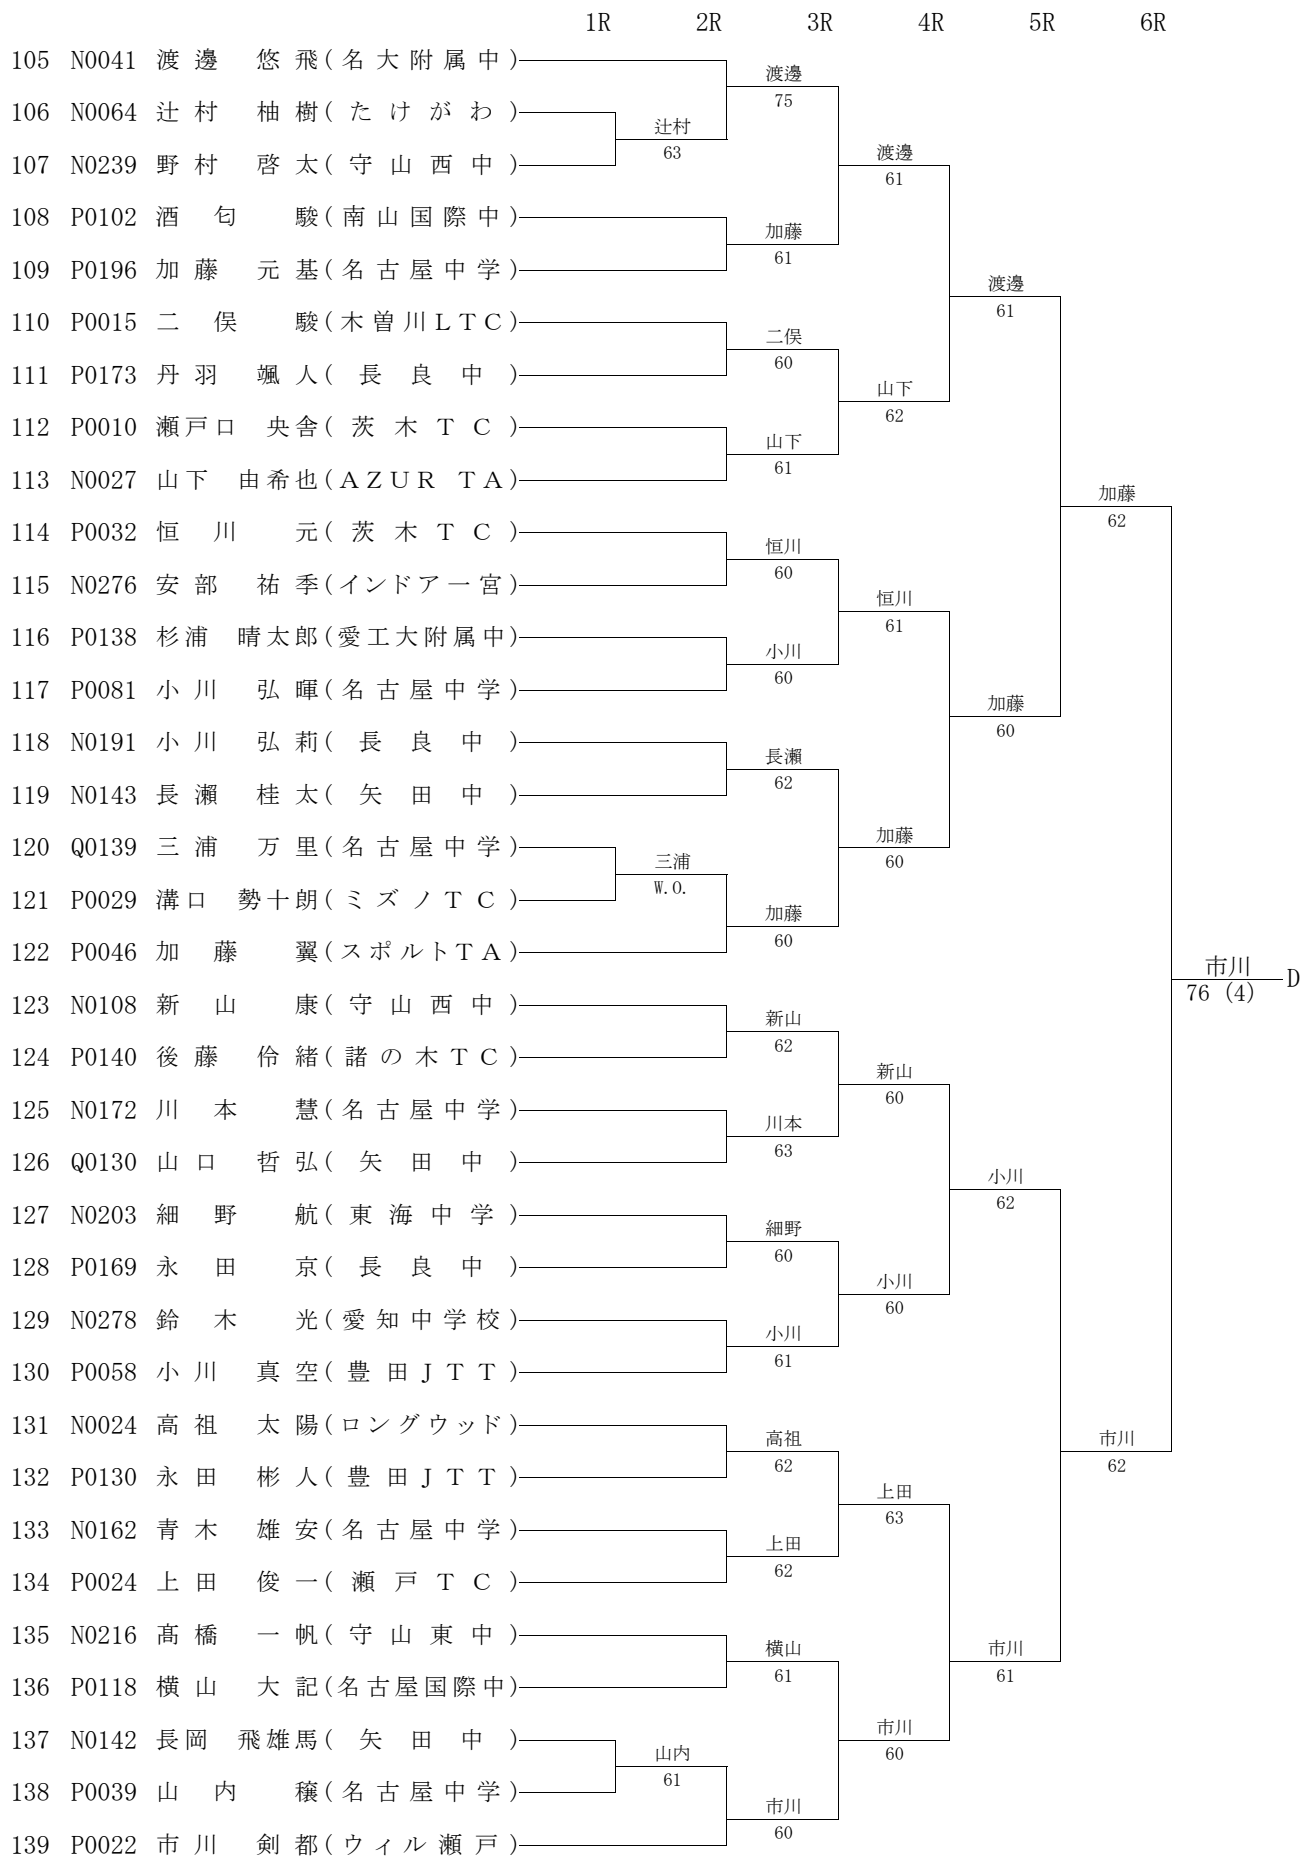 1R 2R 3R 4R 5R 6R
105 N0041 渡邊 悠飛(名大附属中)
渡邊
75
106 N0064 辻村 柚樹(たけがわ)
辻村
63
107 N0239 野村 啓太(守山西中)
渡邊
61
108 P0102 酒匂 駿(南山国際中)
加藤
61
109 P0196 加藤 元基(名古屋中学)
渡邊
61
110 P0015 二俣 駿(木曽川LTC)
二俣
60
111 P0173 丹羽 颯人(長良中)
山下
62
112 P0010 瀬戸口 央舎(茨木TC)
山下
61
113 N0027 山下 由希也(AZUR TA)
加藤
62
114 P0032 恒川 元(茨木TC)
恒川
60
115 N0276 安部 祐季(インドア一宮)
恒川
61
116 P0138 杉浦 晴太郎(愛工大附属中)
小川
60
117 P0081 小川 弘暉(名古屋中学)
加藤
60
118 N0191 小川 弘莉(長良中)
長瀬
62
119 N0143 長瀬 桂太(矢田中)
加藤
60
120 Q0139 三浦 万里(名古屋中学)
三浦
W.O.
121 P0029 溝口 勢十朗(ミズノTC)
加藤
60
122 P0046 加藤 翼(スポルトTA)
市川 D
76 (4)
123 N0108 新山 康(守山西中)
新山
62
124 P0140 後藤 伶緒(諸の木TC)
新山
60
125 N0172 川本 慧(名古屋中学)
川本
63
126 Q0130 山口 哲弘(矢田中)
小川
62
127 N0203 細野 航(東海中学)
細野
60
128 P0169 永田 京(長良中)
小川
60
129 N0278 鈴木 光(愛知中学校)
小川
61
130 P0058 小川 真空(豊田JTT)
131 N0024 高祖 太陽(ロングウッド)
高祖
62
市川
62
132 P0130 永田 彬人(豊田JTT)
上田
63
133 N0162 青木 雄安(名古屋中学)
上田
62
134 P0024 上田 俊一(瀬戸TC)
135 N0216 髙橋 一帆(守山東中)
横山
61
市川
61
136 P0118 横山 大記(名古屋国際中)
137 N0142 長岡 飛雄馬(矢田中)
市川
60
山内
61
138 P0039 山内 穣(名古屋中学)
市川
60
139 P0022 市川 剣都(ウィル瀬戸)